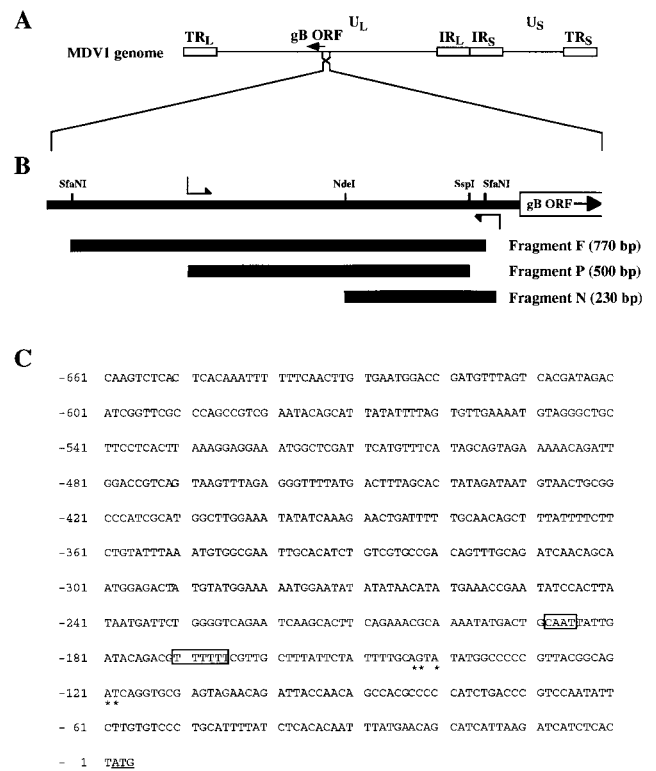 A
MDV1 genome
TRL
gB ORF
UL
IRL
IRS
US
TRS
B
SfaNI
NdeI
SspI
SfaNI
gB ORF
Fragment F (770 bp)
Fragment P (500 bp)
Fragment N (230 bp)
C
-661 CAAGTCTCAC TCACAAATTT TTTCAACTTG TGAATGGACC GATGTTTAGT CACGATAGAC
-601 ATCGGTTCGC CCAGCCGTCG AATACAGCAT TATATTTTAG TGTTGAAAAT GTAGGGCTGC
-541 TTCCTCACTT AAAGGAGGAA ATGGCTCGAT TCATGTTTCA TAGCAGTAGA AAAACAGATT
-481 GGACCGTCAG TAAGTTTAGA GGGTTTTATG ACTTTAGCAC TATAGATAAT GTAACTGCGG
-421 CCCATCGCAT GGCTTGGAAA TATATCAAAG AACTGATTTT TGCAACAGCT TTATTTTCTT
-361 CTGTATTTAA ATGTGGCGAA TTGCACATCT GTCGTGCCGA CAGTTTGCAG ATCAACAGCA
-301 ATGGAGACTA TGTATGGAAA AATGGAATAT ATATAACATA TGAAACCGAA TATCCACTTA
-241 TAATGATTCT GGGGTCAGAA TCAAGCACTT CAGAAACGCA AAATATGACT GCAATTATTG
-181 ATACAGACGT TTTTTTCGTTGC CTTTATTCTA TTTTGCAGTA TATGGCCCCC GTTACGGCAG
** *
-121 ATCAGGTGCG AGTAGAACAG ATTACCAACA GCCACGCCCC CATCTGACCC GTCCAATATT
**
- 61 CTTGTGTCCC TGCATTTTAT CTCACACAAT TTATGAACAG CATCATTAAG ATCATCTCAC
- 1 TATG